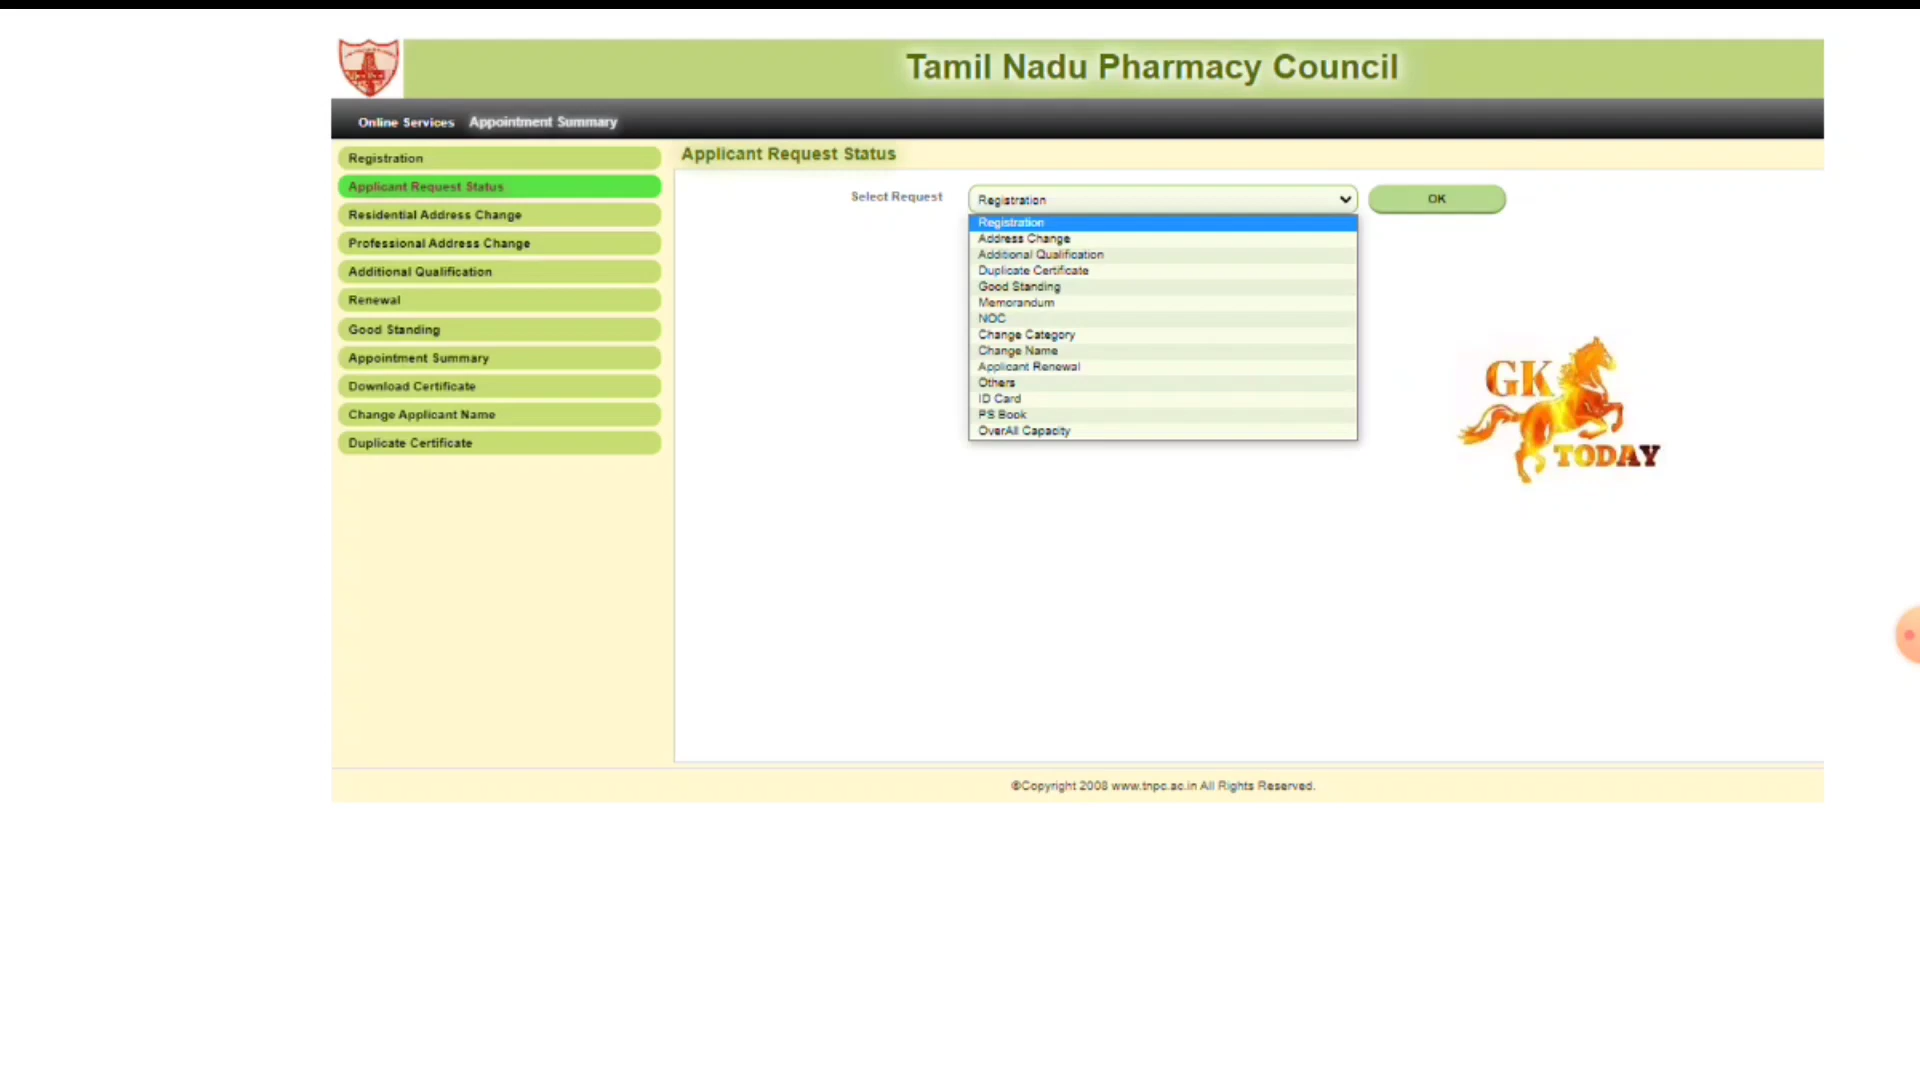 Tamil Nadu Pharmacy Council
Online Services Appointment Summary
Registration
Applicant Request Status
Residential Address Change
Professional Address Change
Additional Qualification
Renewal
Good Standing
Appointment Summary
Download Certificate
Change Applicant Name
Duplicate Certificate
Applicant Request Status
Select Request
Registration
OK
Registration
Address Change
Additional Qualification
Duplicate Certificate
Good Standing
Memorandum
NOC
Change Category
Change Name
Applicant Renewal
Others
ID Card
PS Book
OverAll Capacity
GK
TODAY
©Copyright 2008 www.tnpc.ac.in All Rights Reserved.